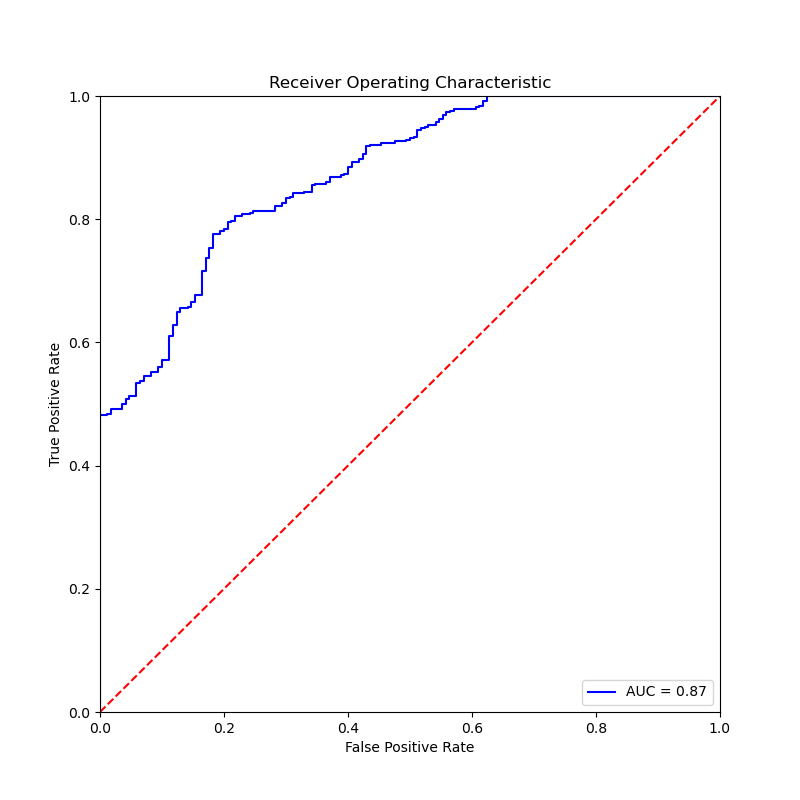 Receiver Operating Characteristic
True Positive Rate
1.0
0.8
0.6
0.4
0.2
0.0
AUC = 0.87
0.0 0.2 0.4 0.6 0.8 1.0
False Positive Rate